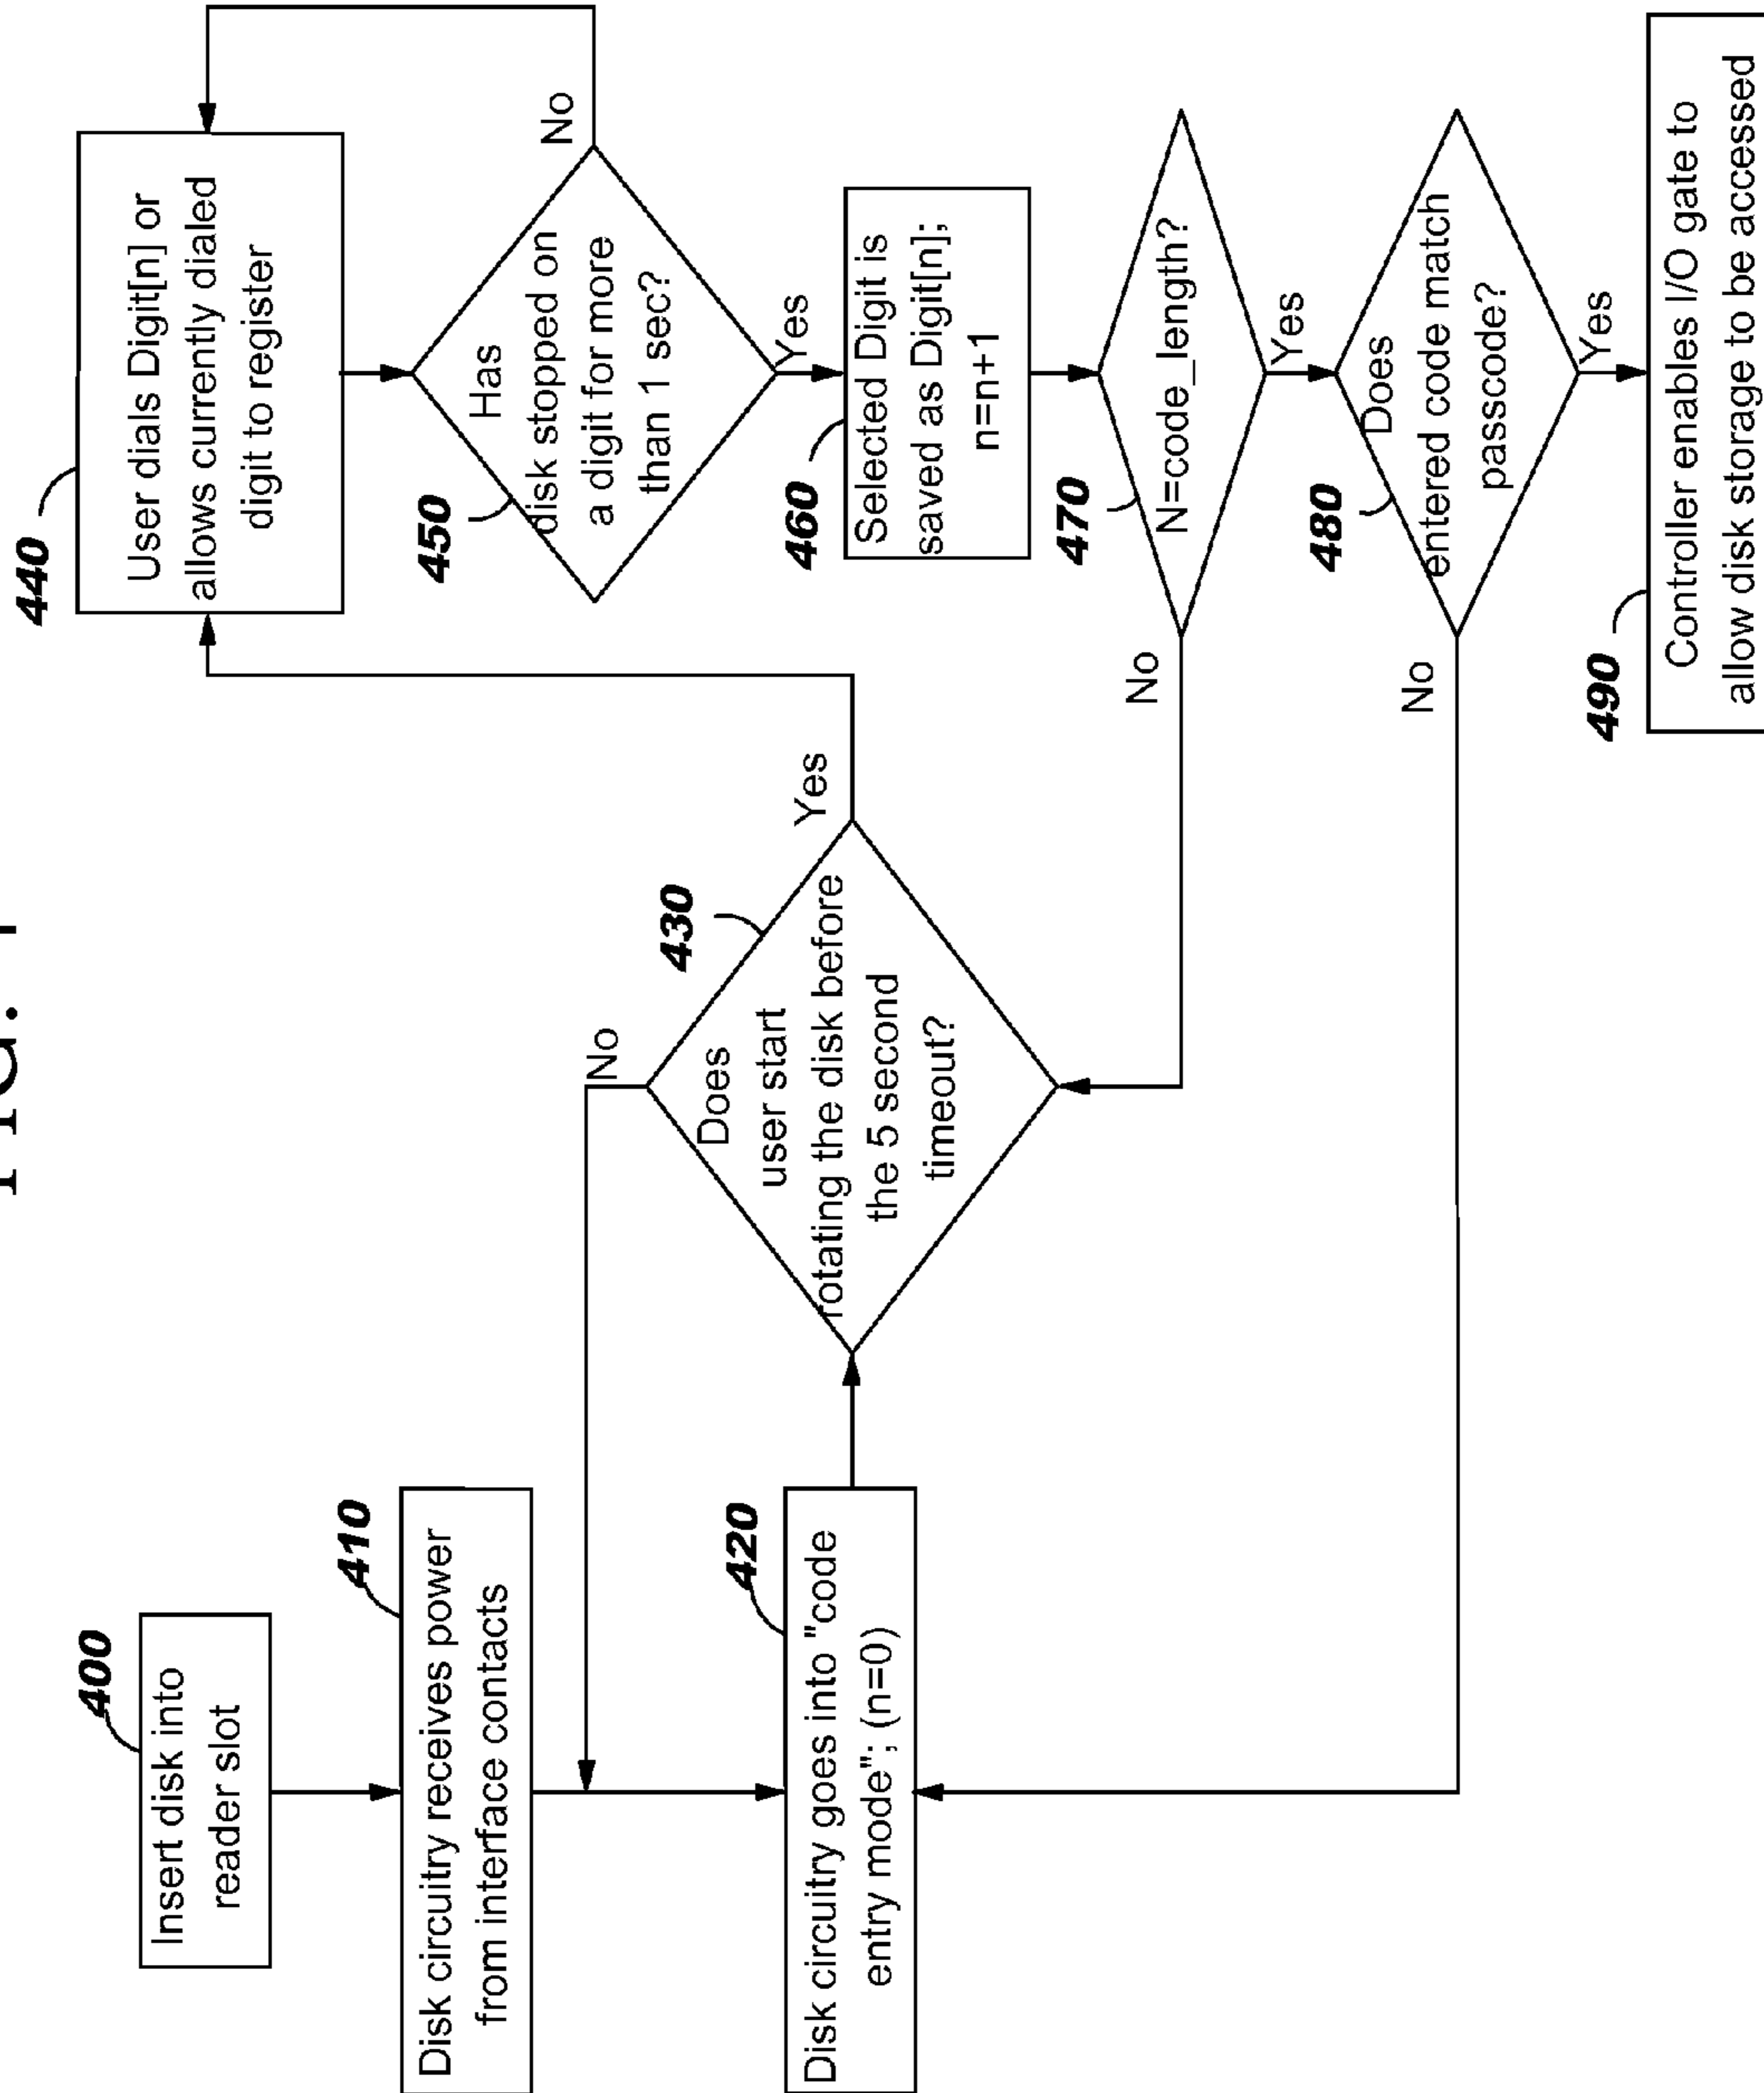 400
Insert disk into
reader slot
410
Disk circuitry receives power
from interface contacts
420
Disk circuitry goes into "code
entry mode"; (n=0)
No
430
Does
user start
rotating the disk before
the 5 second
timeout?
Yes
440
User dials Digit[n] or
allows currently dialed
digit to register
450
Has
disk stopped on
a digit for more
than 1 sec?
No
Yes
460
Selected Digit is
saved as Digit[n];
n=n+1
470
N=code_length?
No
Yes
480
Does
entered code match
passcode?
No
Yes
490
Controller enables I/O gate to
allow disk storage to be accessed